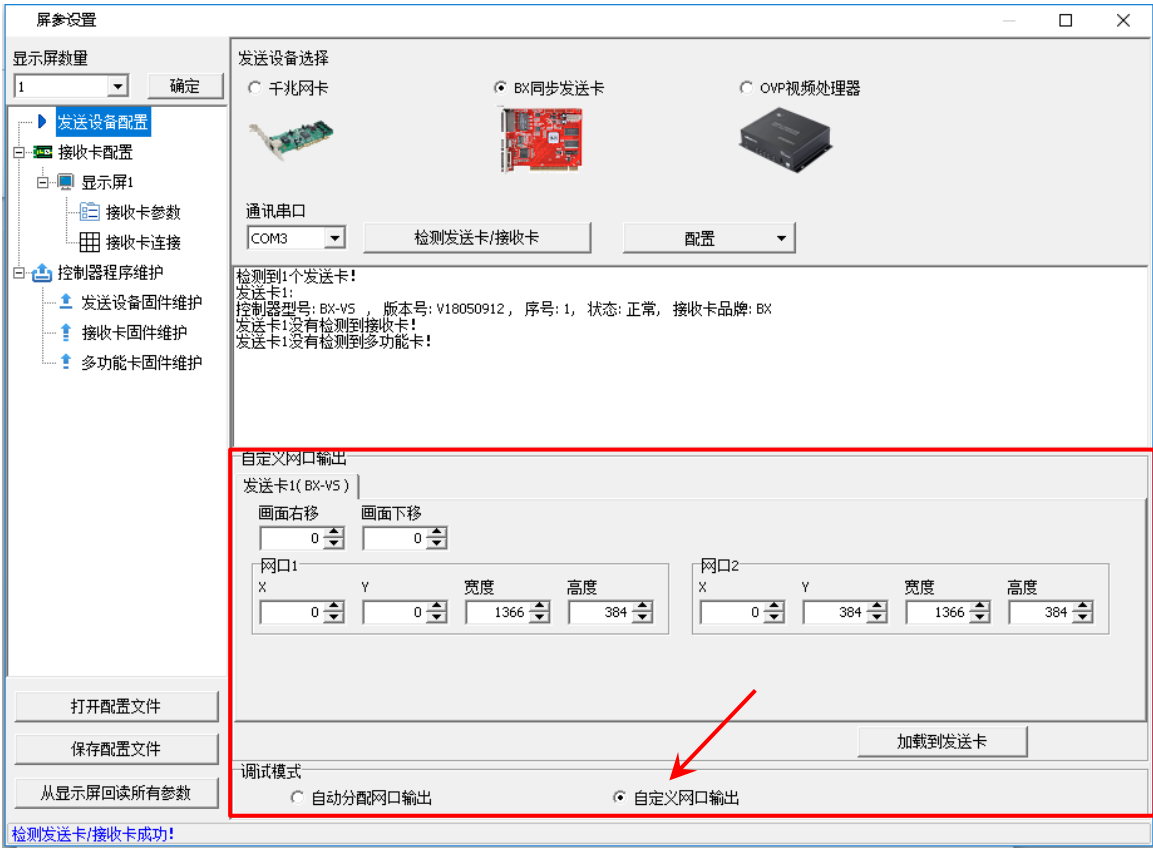 屏参设置
显示屏数量
1
确定
发送设备配置
接收卡配置
显示屏1
接收卡参数
接收卡连接
控制器程序维护
发送设备固件维护
接收卡固件维护
多功能卡固件维护
打开配置文件
保存配置文件
从显示屏回读所有参数
发送设备选择
千兆网卡 BX同步发送卡 OVP视频处理器
通讯串口
COM3 检测发送卡/接收卡 配置
检测到1个发送卡!
发送卡1:
控制器型号: BX-VS , 版本号: V18050912, 序号: 1, 状态: 正常, 接收卡品牌: BX
发送卡1没有检测到接收卡!
发送卡1没有检测到多功能卡!
自定义网口输出
发送卡1(BX-VS)
画面右移 画面下移
0 0
网口1 网口2
X Y 宽度 高度 X Y 宽度 高度
0 0 1366 384 0 384 1366 384
加载到发送卡
调试模式
自动分配网口输出 自定义网口输出
检测发送卡/接收卡成功!